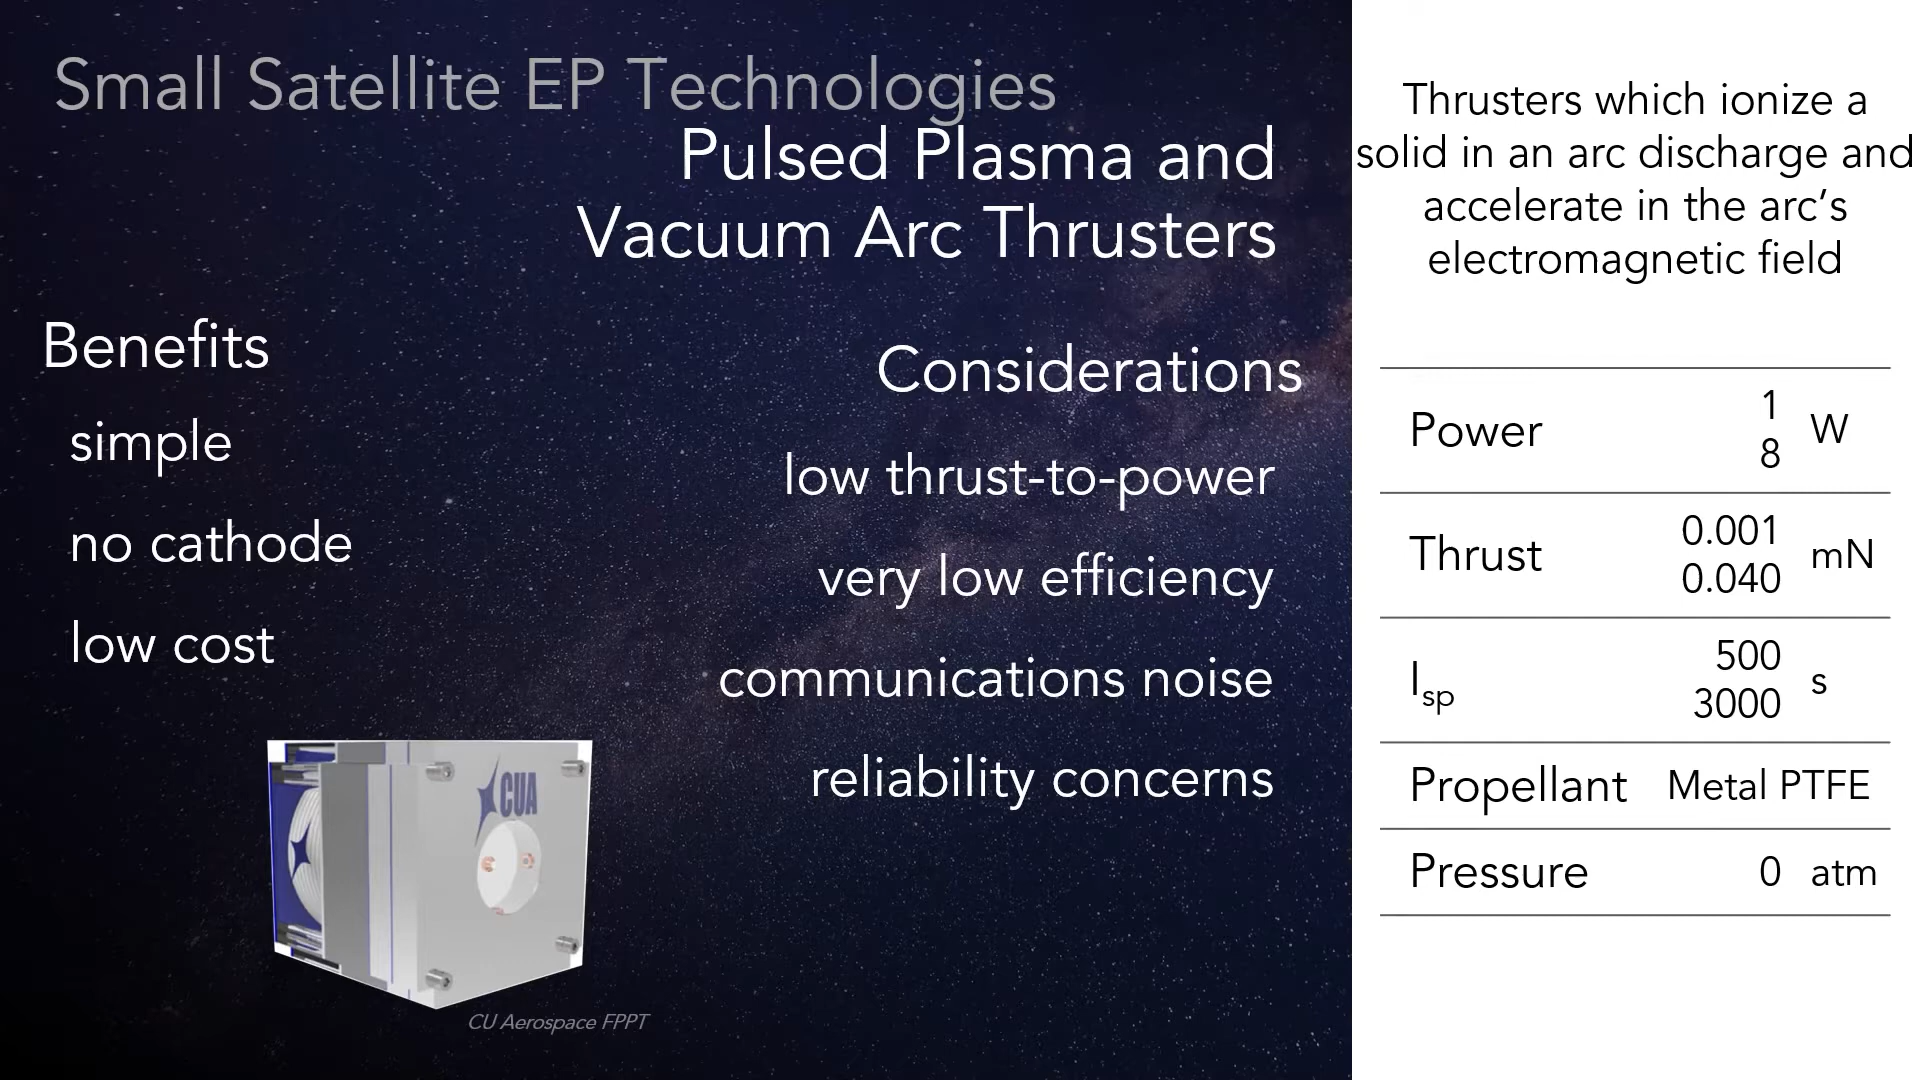 Small Satellite EP Technologies
Pulsed Plasma and
Vacuum Arc Thrusters
Benefits
simple
no cathode
low cost
Considerations
low thrust-to-power
very low efficiency
communications noise
reliability concerns
CUA
CU Aerospace FPPT
Thrusters which ionize a
solid in an arc discharge and
accelerate in the arc’s
electromagnetic field
Power 1 8 W
Thrust 0.001 0.040 mN
Isp 500 3000 s
Propellant Metal PTFE
Pressure 0 atm